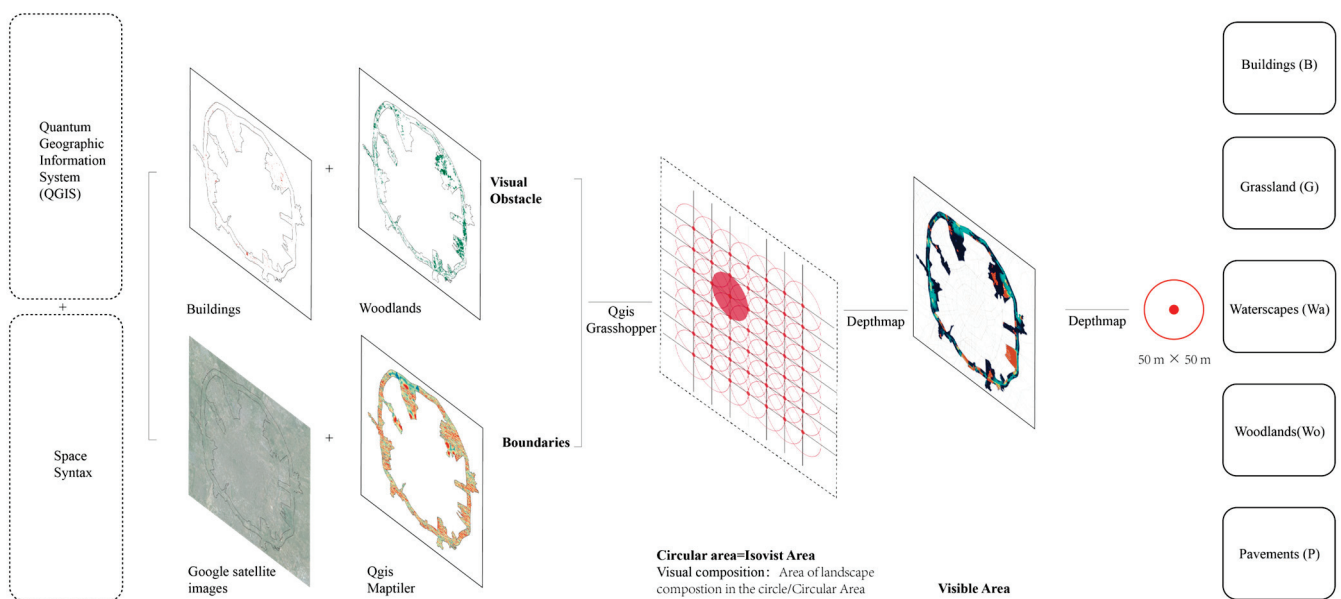 Quantum
Geographic
Information
System
(QGIS)
+
Space
Syntax
Buildings
+
Woodlands
Visual
Obstacle
Google satellite
images
+
Qgis
Maptiler
Boundaries
Qgis
Grasshopper
Circular area=Isovist Area
Visual composition: Area of landscape
compostion in the circle/Circular Area
Depthmap
Visible Area
Depthmap
50 m × 50 m
Buildings (B)
Grassland (G)
Waterscapes (Wa)
Woodlands(Wo)
Pavements (P)